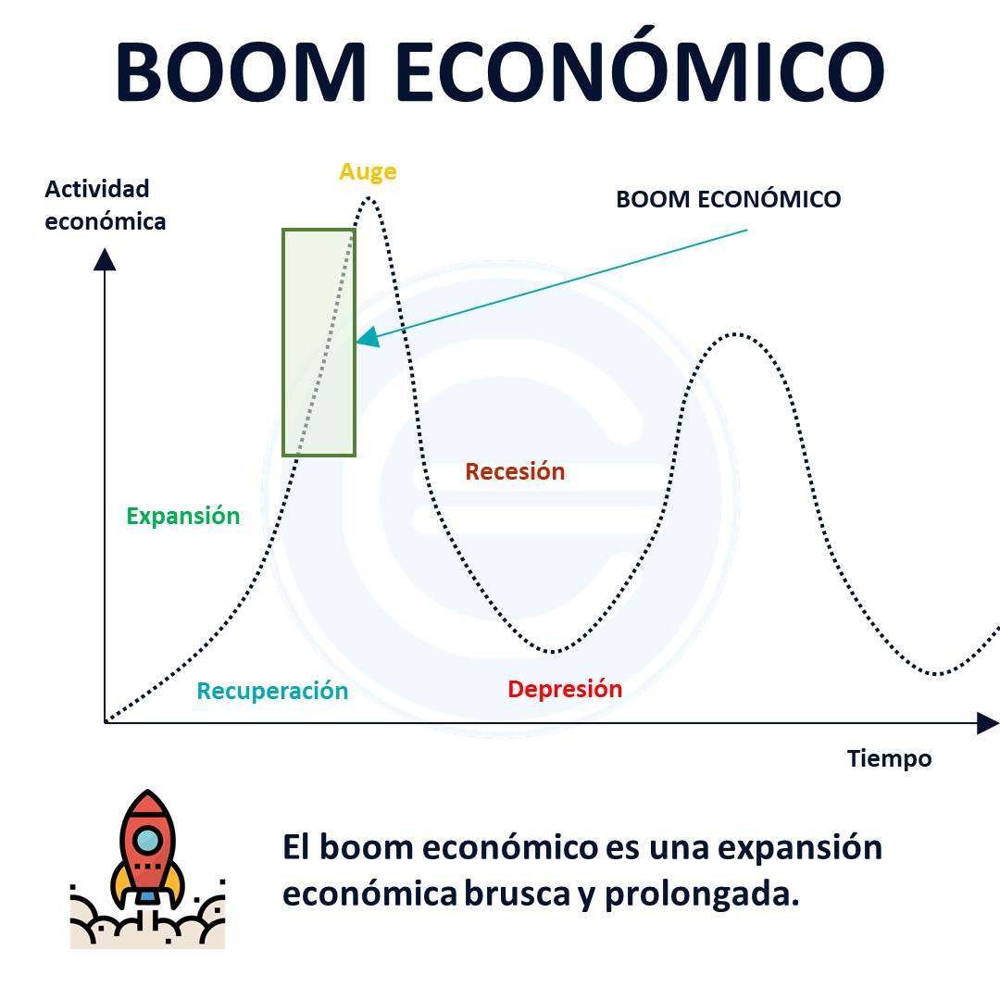 BOOM ECONÓMICO
Auge
Actividad
económica
BOOM ECONÓMICO
Recesión
Expansión
Recuperación
Depresión
Tiempo
El boom económico es una expansión
económica brusca y prolongada.